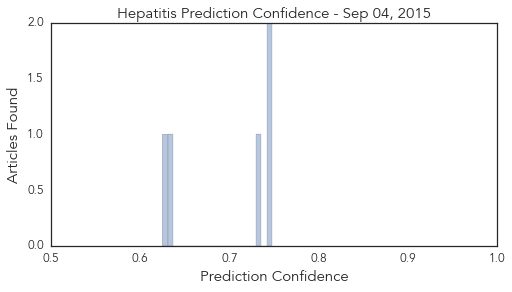 Hepatitis Prediction Confidence - Sep 04, 2015
2.0
1.5
1.0
0.5
0.0
Articles Found
0.5 0.6 0.7 0.8 0.9 1.0
Prediction Confidence